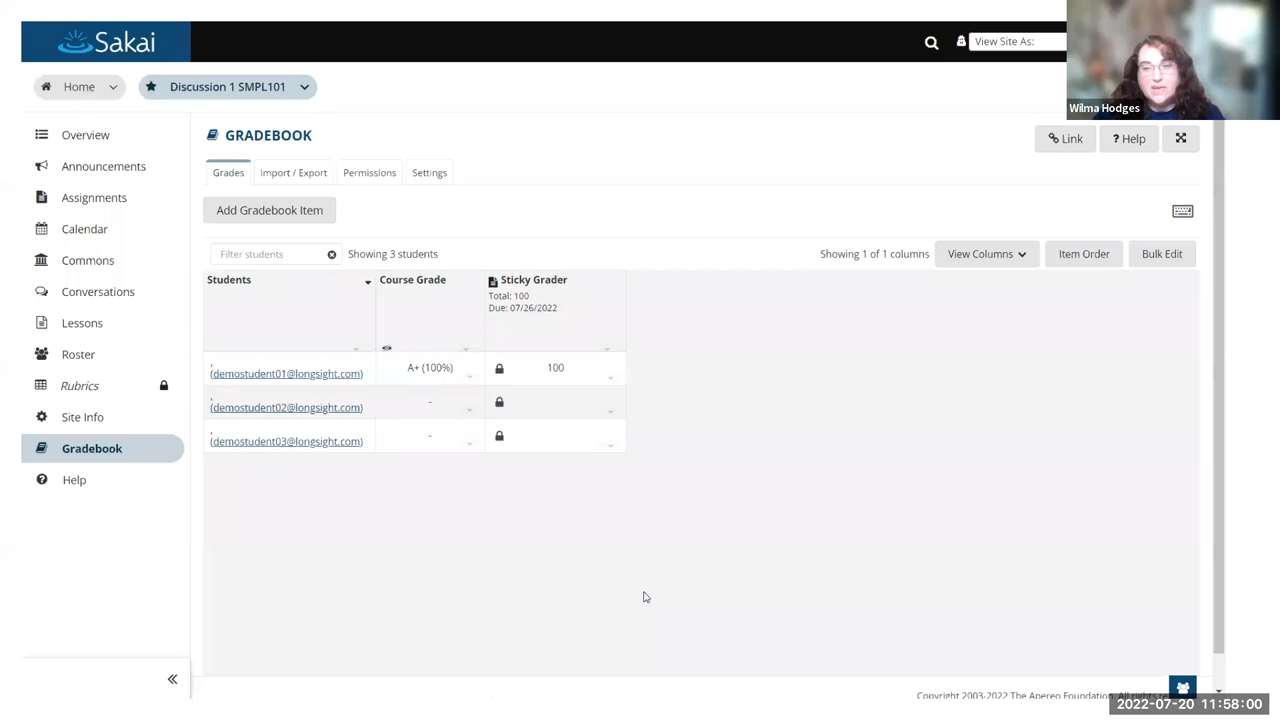 Sakai
View Site As:
Wilma Hodges
Home
Discussion 1 SMPL101
Overview
Announcements
Assignments
Calendar
Commons
Conversations
Lessons
Roster
Rubrics
Site Info
Gradebook
Help
GRADEBOOK
Link
? Help
Grades
Import / Export
Permissions
Settings
Add Gradebook Item
Filter students
Showing 3 students
Showing 1 of 1 columns
View Columns
Item Order
Bulk Edit
Students
Course Grade
Sticky Grader
Total: 100
Due: 07/26/2022
,
(demostudent01@longsight.com)
A+ (100%)
100
,
(demostudent02@longsight.com)
-
,
(demostudent03@longsight.com)
-
Copyright 2003-2022 The Apereo Foundation. All rights
2022-07-20 11:58:00